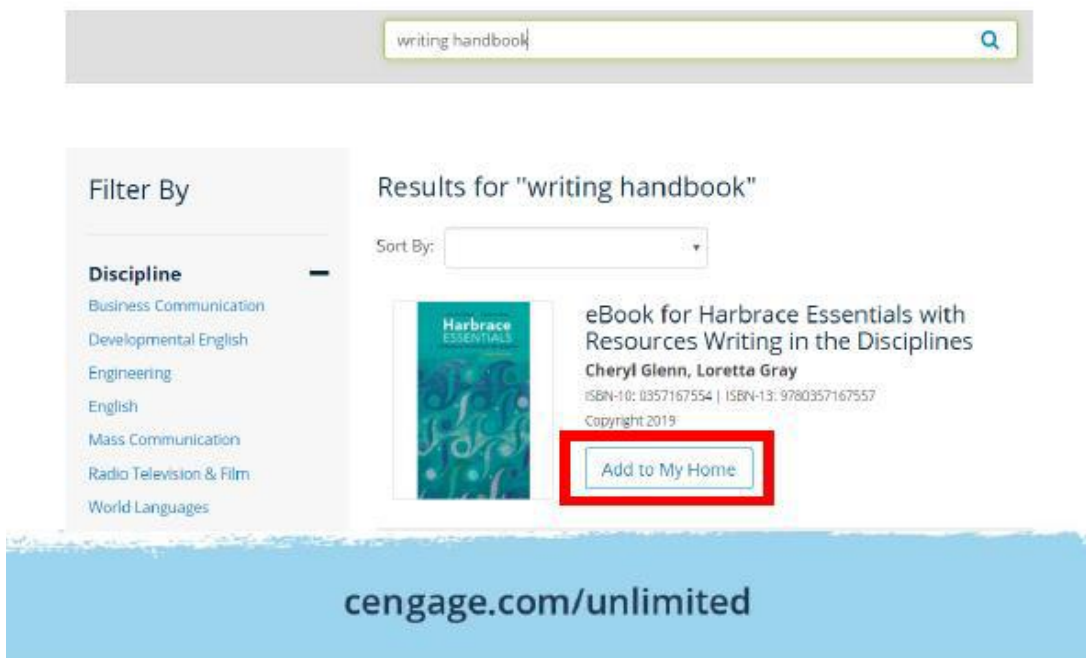 writing handbook
Filter By
Discipline
Business Communication
Developmental English
Engineering
English
Mass Communication
Radio Television & Film
World Languages
Results for "writing handbook"
Sort By:
Harbrace
ESSENTIALS
eBook for Harbrace Essentials with
Resources Writing in the Disciplines
Cheryl Glenn, Loretta Gray
ISBN-10: 0357167554 | ISBN-13: 9780357167557
Copyright 2019
Add to My Home
cengage.com/unlimited